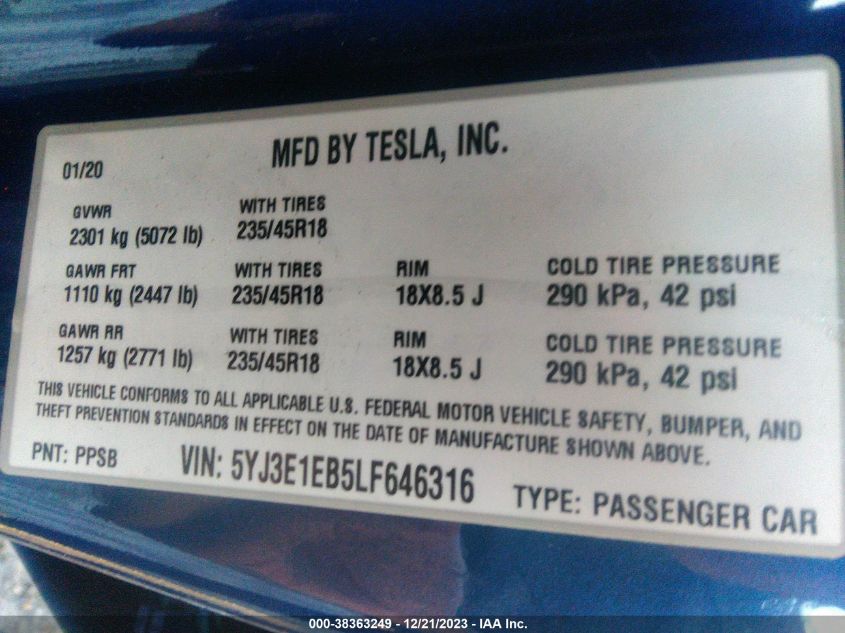 MFD BY TESLA, INC.
01/20
GVWR WITH TIRES
2301 kg (5072 lb) 235/45R18
GAWR FRT WITH TIRES RIM COLD TIRE PRESSURE
1110 kg (2447 lb) 235/45R18 18X8.5 J 290 kPa, 42 psi
GAWR RR WITH TIRES RIM COLD TIRE PRESSURE
1257 kg (2771 lb) 235/45R18 18X8.5 J 290 kPa, 42 psi
THIS VEHICLE CONFORMS TO ALL APPLICABLE U.S. FEDERAL MOTOR VEHICLE SAFETY, BUMPER, AND
THEFT PREVENTION STANDARDS IN EFFECT ON THE DATE OF MANUFACTURE SHOWN ABOVE.
PNT: PPSB VIN: 5YJ3E1EB5LF646316 TYPE: PASSENGER CAR
000-38363249 - 12/21/2023 - IAA Inc.